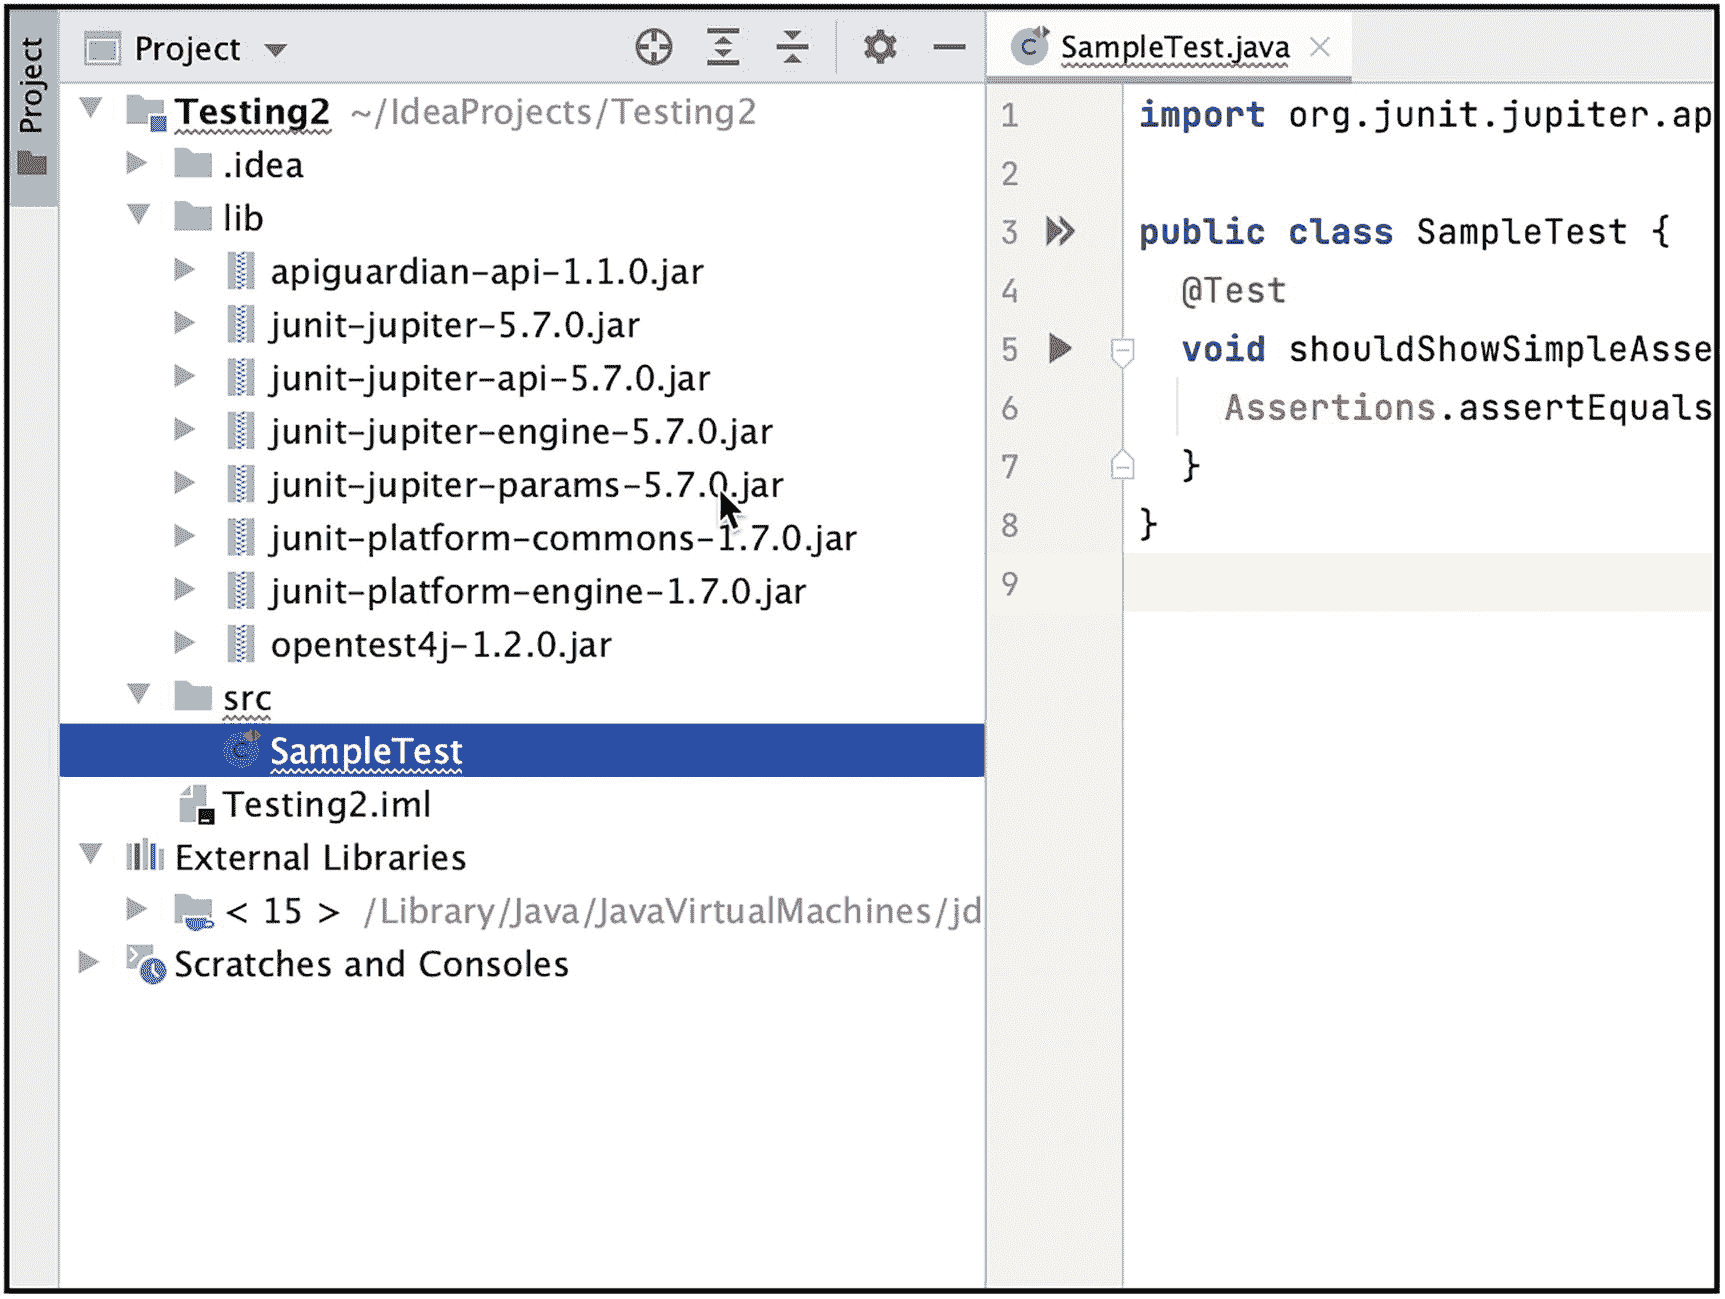 Project
Project
Testing2 ~/IdeaProjects/Testing2
.idea
lib
apiguardian-api-1.1.0.jar
junit-jupiter-5.7.0.jar
junit-jupiter-api-5.7.0.jar
junit-jupiter-engine-5.7.0.jar
junit-jupiter-params-5.7.0.jar
junit-platform-commons-1.7.0.jar
junit-platform-engine-1.7.0.jar
opentest4j-1.2.0.jar
src
SampleTest
Testing2.iml
External Libraries
< 15 > /Library/Java/JavaVirtualMachines/jd
Scratches and Consoles
SampleTest.java
1 import org.junit.jupiter.ap
2
3 public class SampleTest {
4 @Test
5 void shouldShowSimpleAsse
6 Assertions.assertEquals
7 }
8 }
9